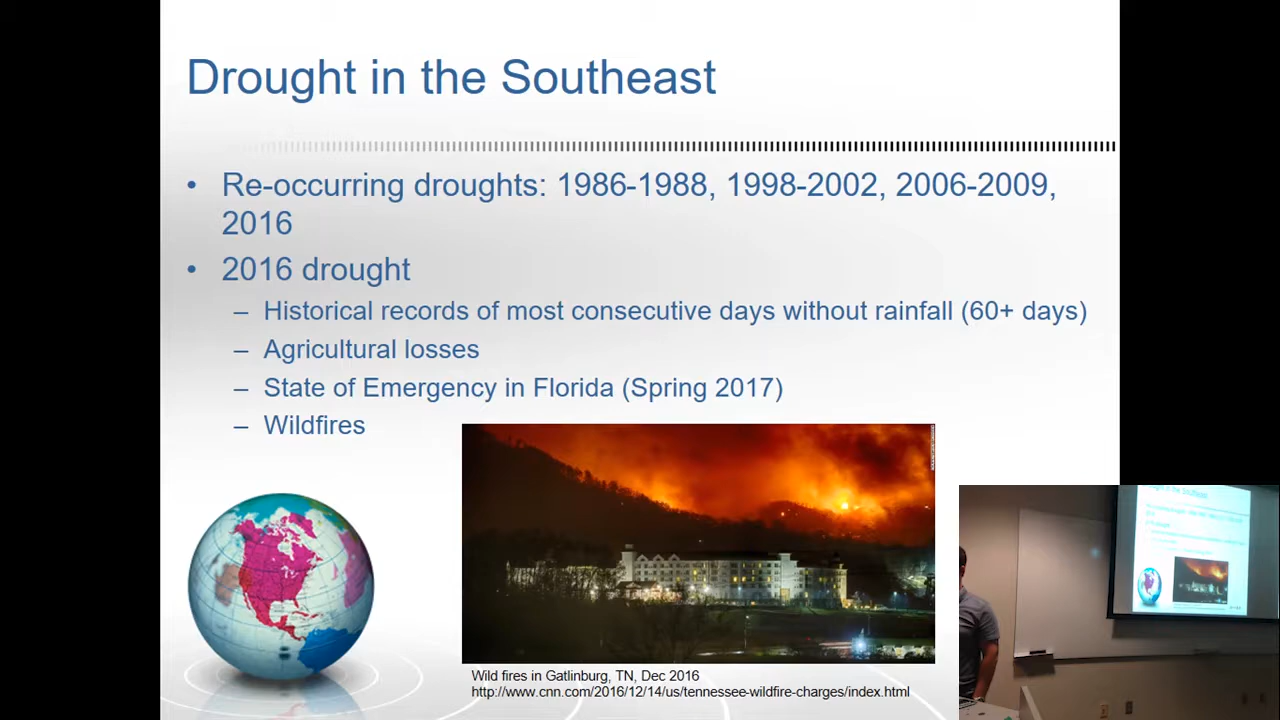 Drought in the Southeast
• Re-occurring droughts: 1986-1988, 1998-2002, 2006-2009,
2016
• 2016 drought
– Historical records of most consecutive days without rainfall (60+ days)
– Agricultural losses
– State of Emergency in Florida (Spring 2017)
– Wildfires
Wild fires in Gatlinburg, TN, Dec 2016
http://www.cnn.com/2016/12/14/us/tennessee-wildfire-charges/index.html